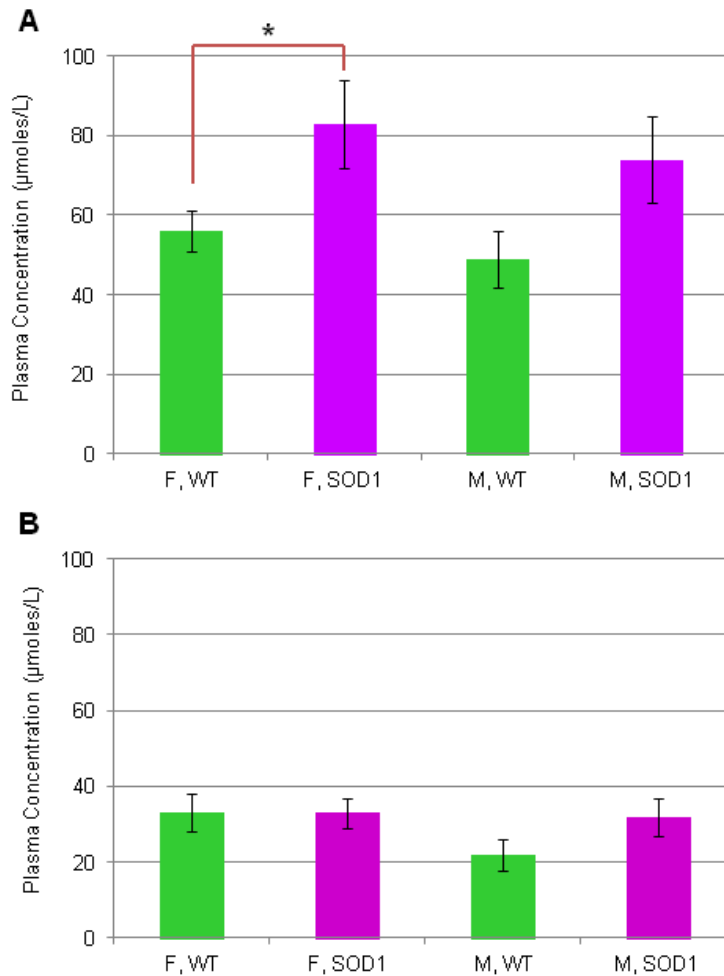 A
*
Plasma Concentration (µmoles/L)
100
80
60
40
20
0
F, WT
F, SOD1
M, WT
M, SOD1
B
Plasma Concentration (µmoles/L)
100
80
60
40
20
0
F, WT
F, SOD1
M, WT
M, SOD1